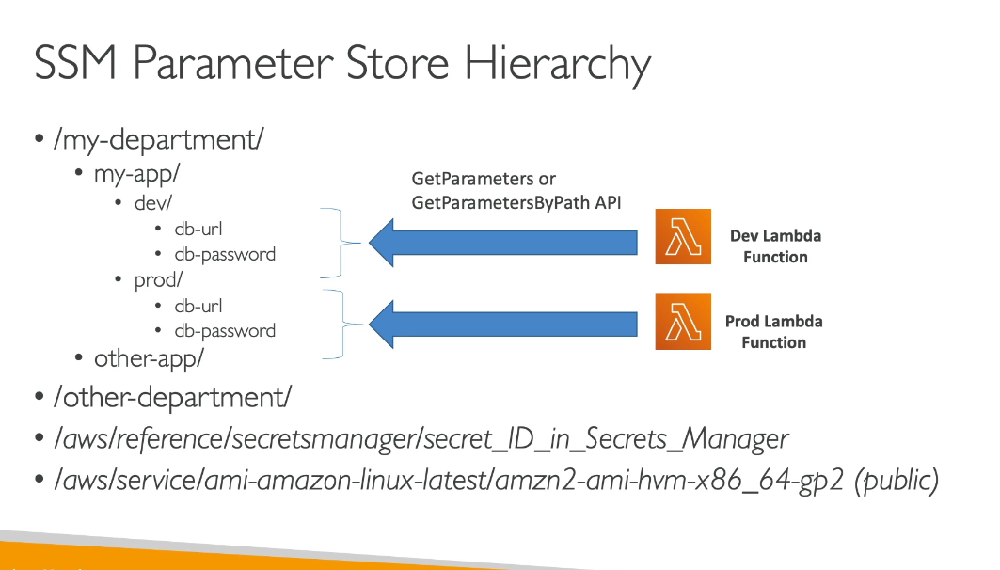 SSM Parameter Store Hierarchy
• /my-department/
• my-app/
• dev/
• db-url
• db-password
• prod/
• db-url
• db-password
• other-app/
GetParameters or
GetParametersByPath API
Dev Lambda
Function
Prod Lambda
Function
• /other-department/
• /aws/reference/secretsmanager/secret_ID_in_Secrets_Manager
• /aws/service/ami-amazon-linux-latest/amzn2-ami-hvm-x86_64-gp2 (public)